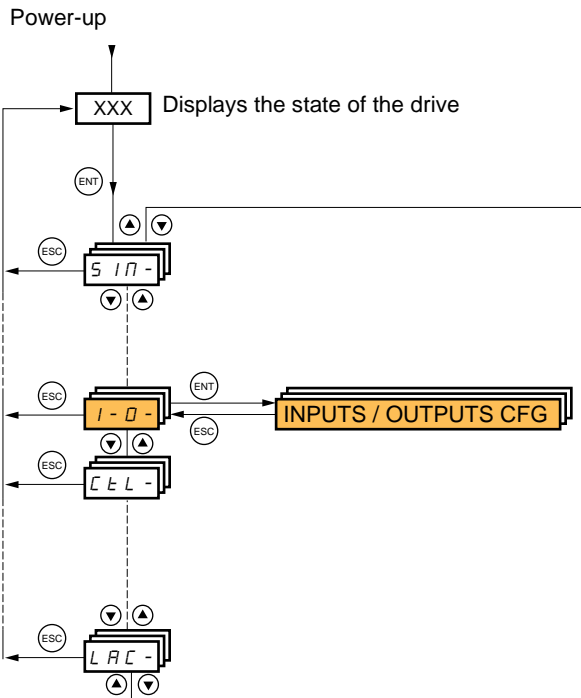 Power-up
XXX Displays the state of the drive
ENT
ESC
SIM-
ESC
I-O-
ENT
ESC
INPUTS / OUTPUTS CFG
ESC
CtL-
ESC
LAC-